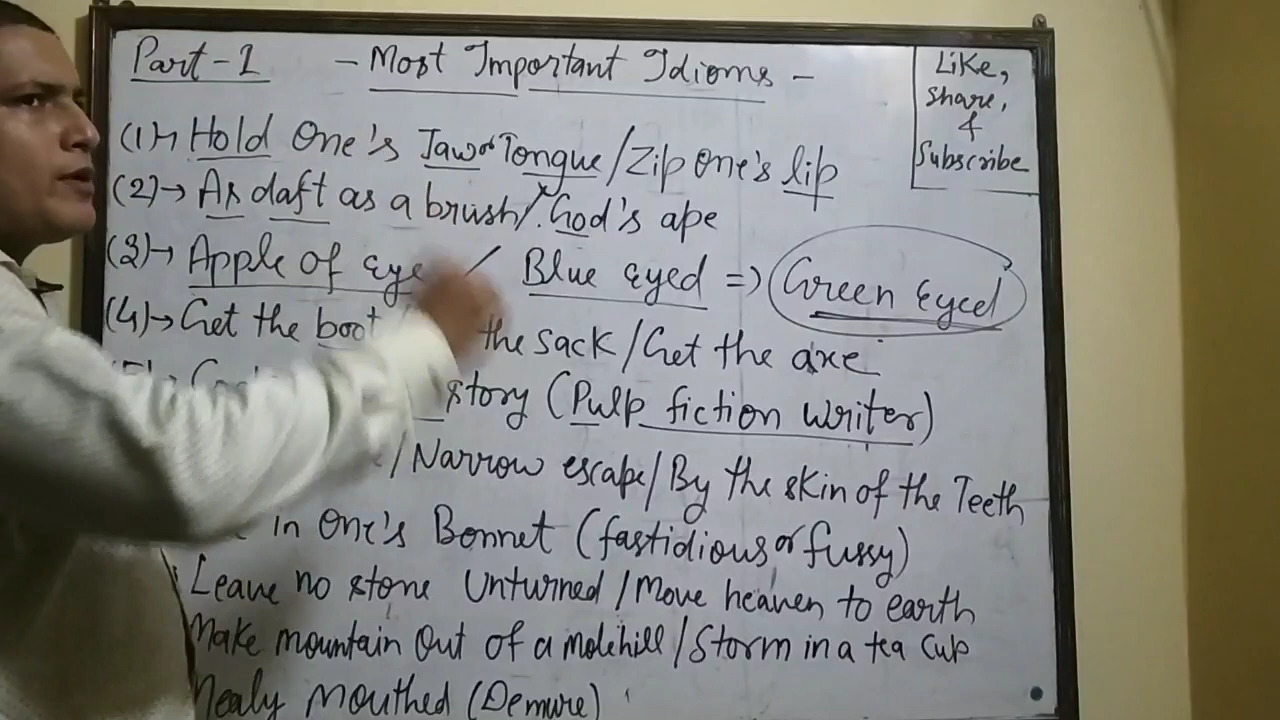 Part-1 - Most Important Idioms -
Like,
Share,
&
Subscribe
(1)→ Hold One's Jaw or Tongue/Zip One's lip
(2)→ As daft as a brush/God's ape
(3)→ Apple of eye / Blue eyed => Green Eyed
(4)→ Get the boot the sack/Get the axe
story (Pulp fiction writer)
/Narrow escape/By the skin of the Teeth
in One's Bonnet (fastidious or fussy)
Leave no stone Unturned/Move heaven to earth
Make mountain Out of a molehill/Storm in a tea Cup
Mealy Mouthed (Demure)